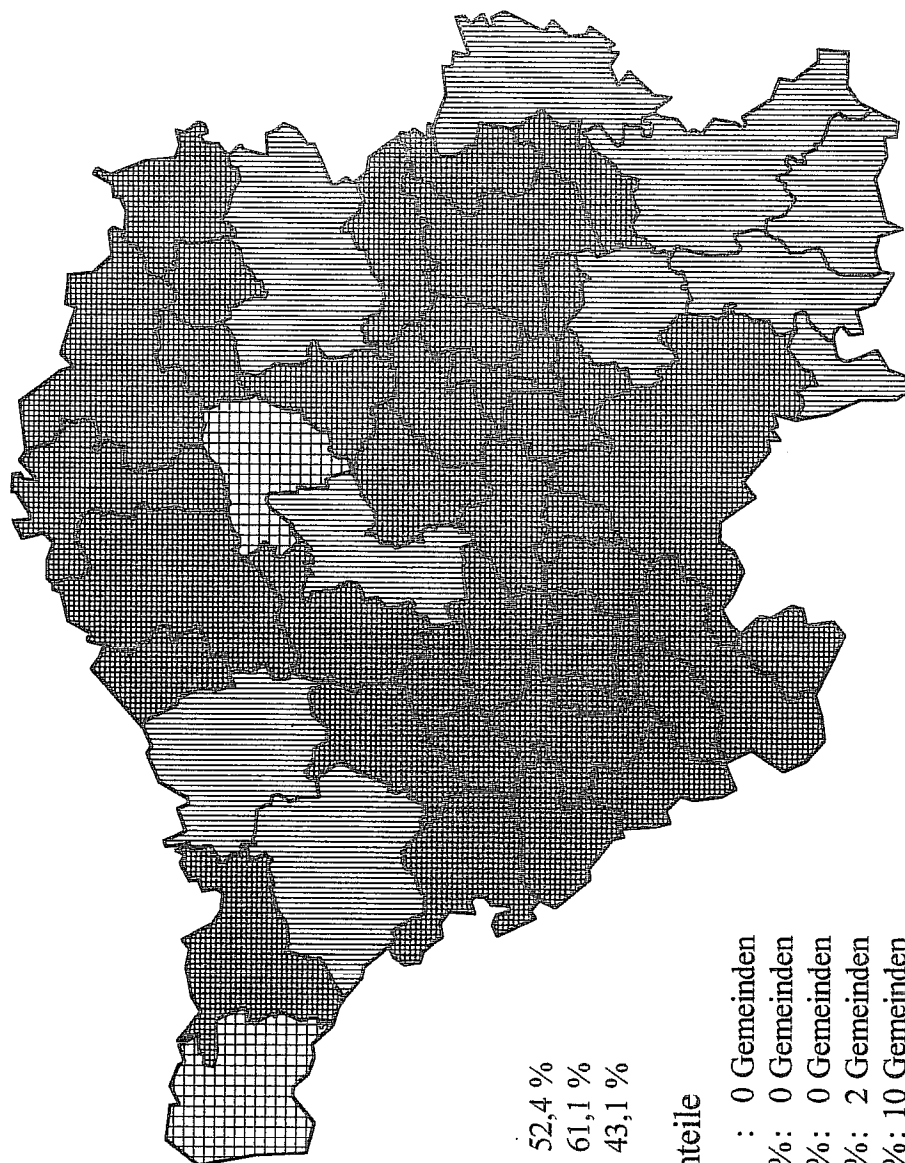 52,4 %
61,1 %
43,1 %
nteile
: 0 Gemeinden
%: 0 Gemeinden
%: 0 Gemeinden
%: 2 Gemeinden
%: 10 Gemeinden